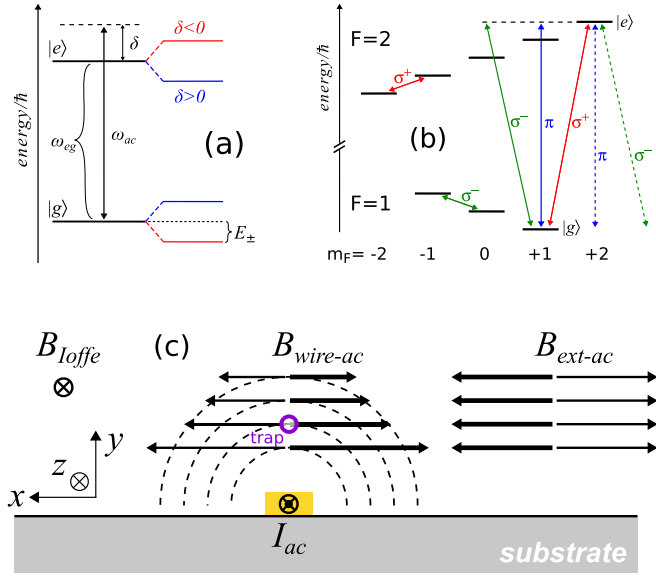 energy/ħ
δ<0
|e⟩
δ
δ>0
ω_eg
ω_ac
(a)
|g⟩
E_±
energy/ħ
F=2
|e⟩
σ⁺
(b)
σ⁻
π
σ⁺
π
σ⁻
F=1
σ⁻
|g⟩
m_F= -2 -1 0 +1 +2
B_Ioffe
(c)
B_wire-ac
B_ext-ac
trap
y
z
x
I_ac
substrate